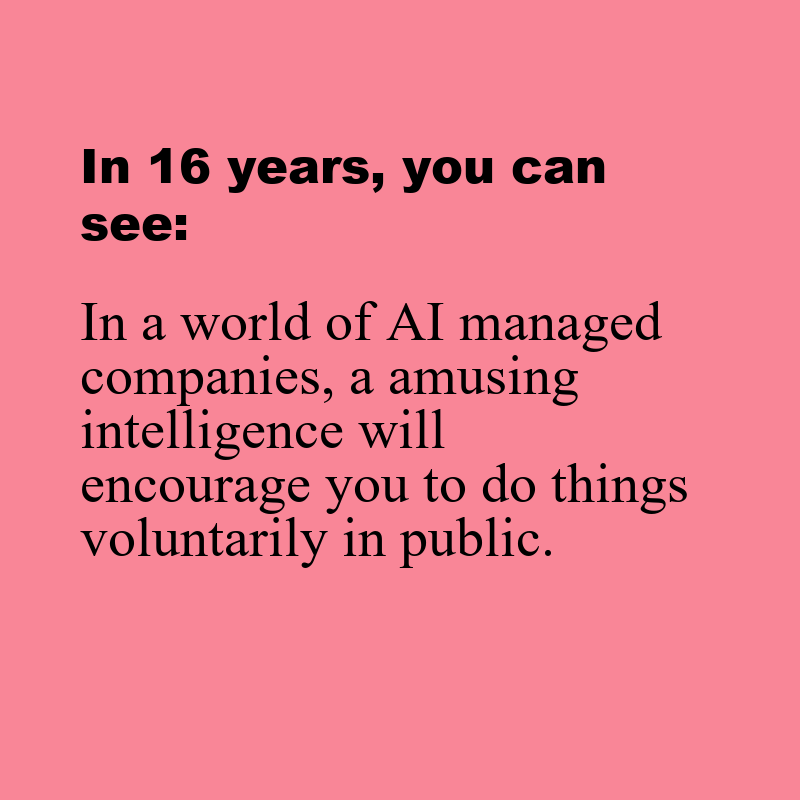 In 16 years, you can
see:
In a world of AI managed
companies, a amusing
intelligence will
encourage you to do things
voluntarily in public.